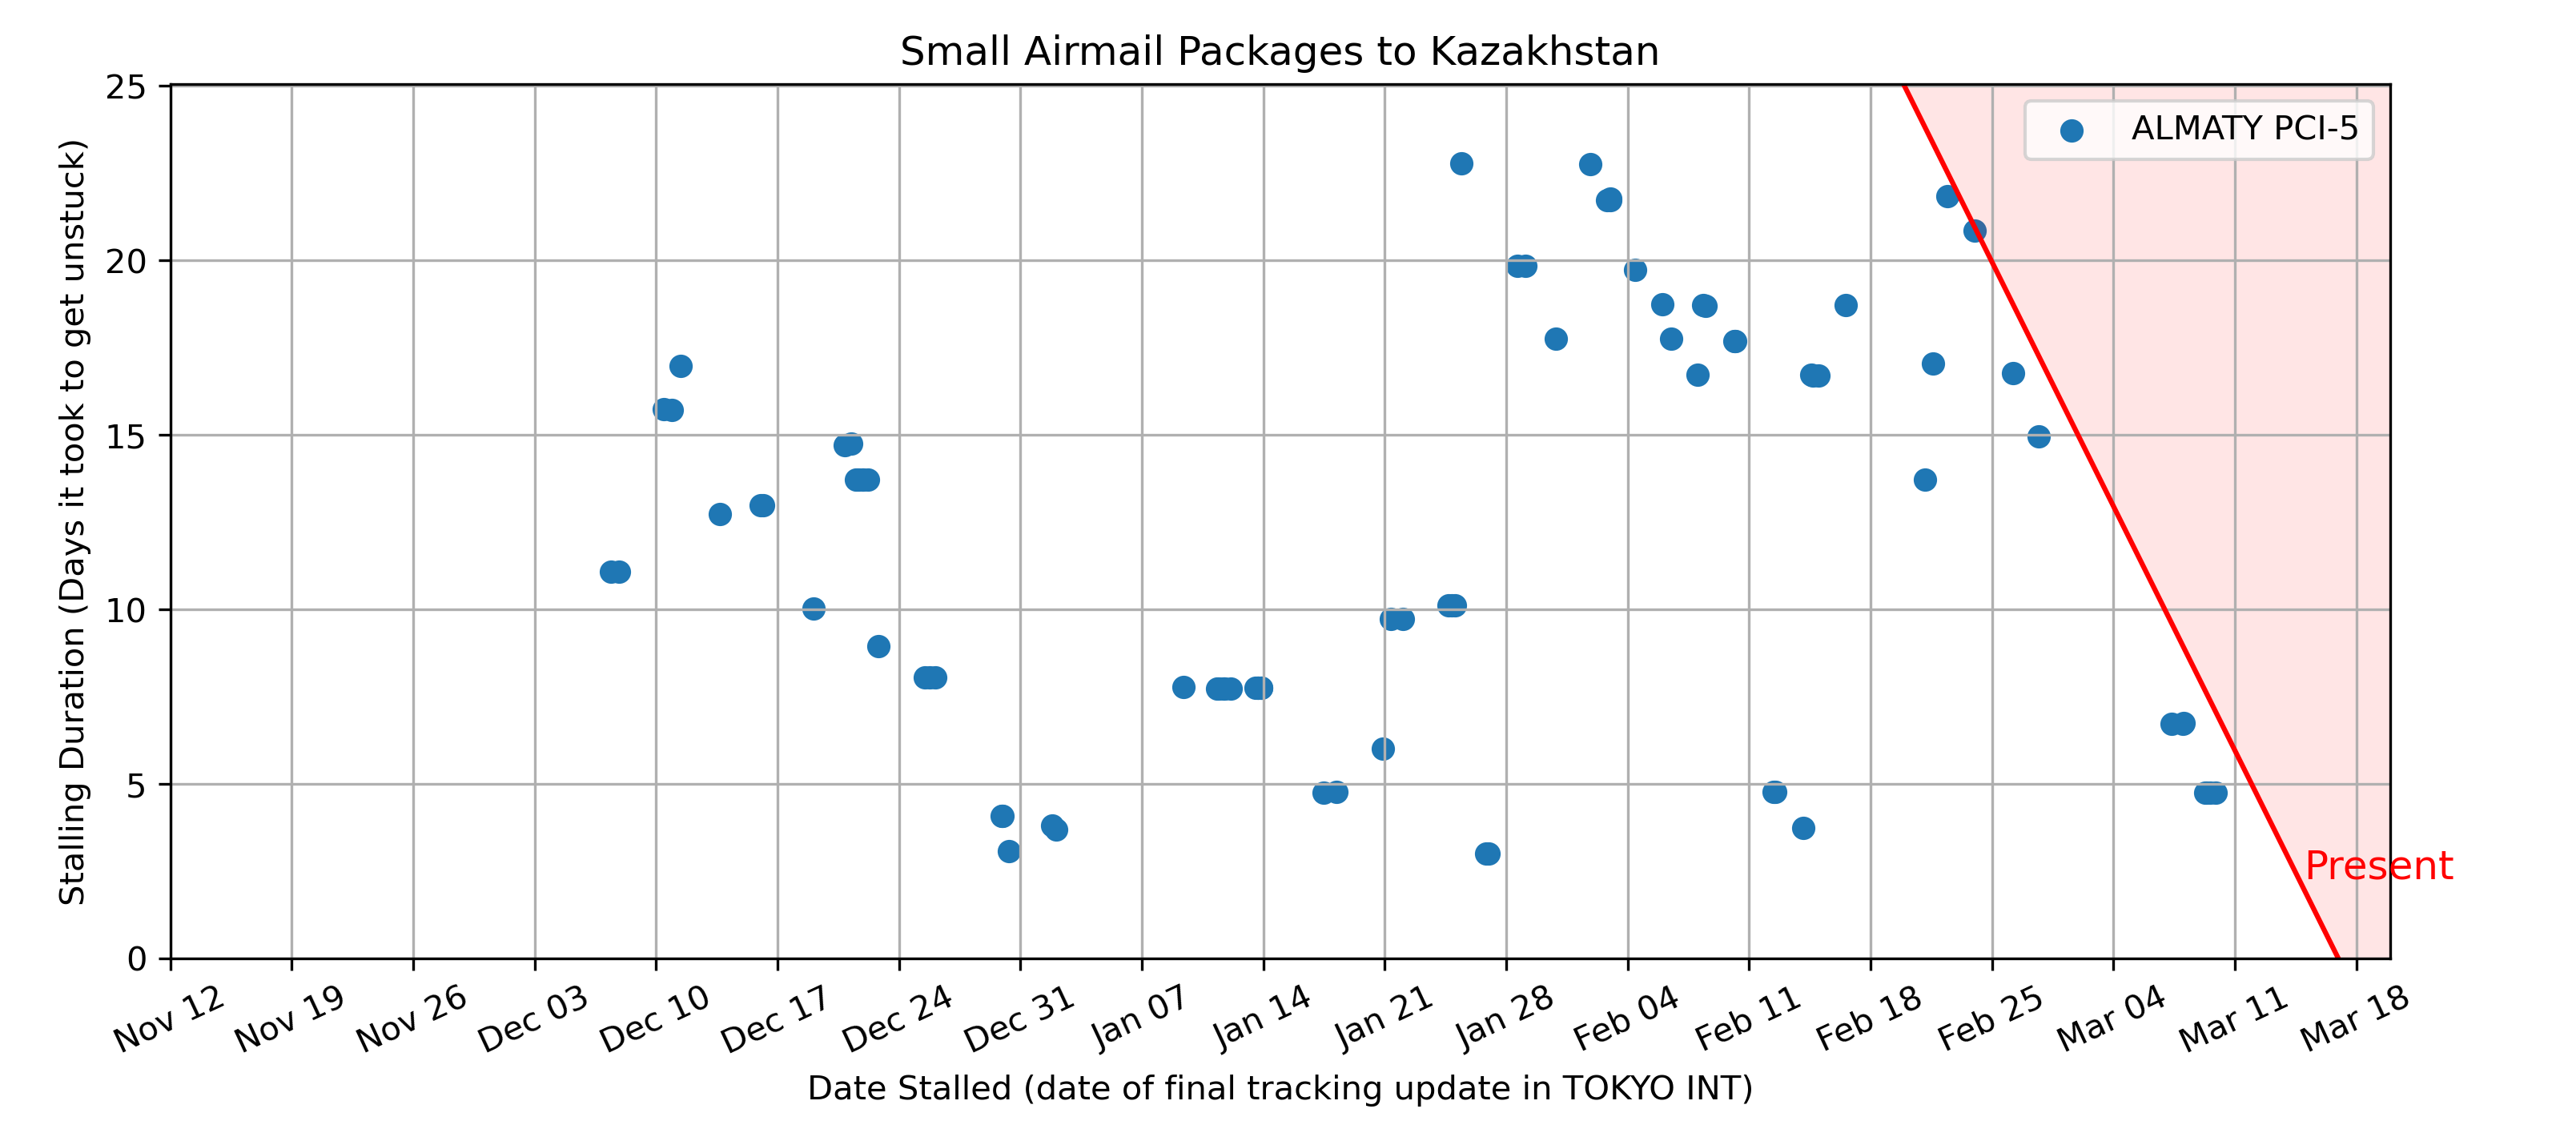 Small Airmail Packages to Kazakhstan
ALMATY PCI-5
Stalling Duration (Days it took to get unstuck)
25
20
15
10
5
0
Present
Nov 12
Nov 19
Nov 26
Dec 03
Dec 10
Dec 17
Dec 24
Dec 31
Jan 07
Jan 14
Jan 21
Jan 28
Feb 04
Feb 11
Feb 18
Feb 25
Mar 04
Mar 11
Mar 18
Date Stalled (date of final tracking update in TOKYO INT)